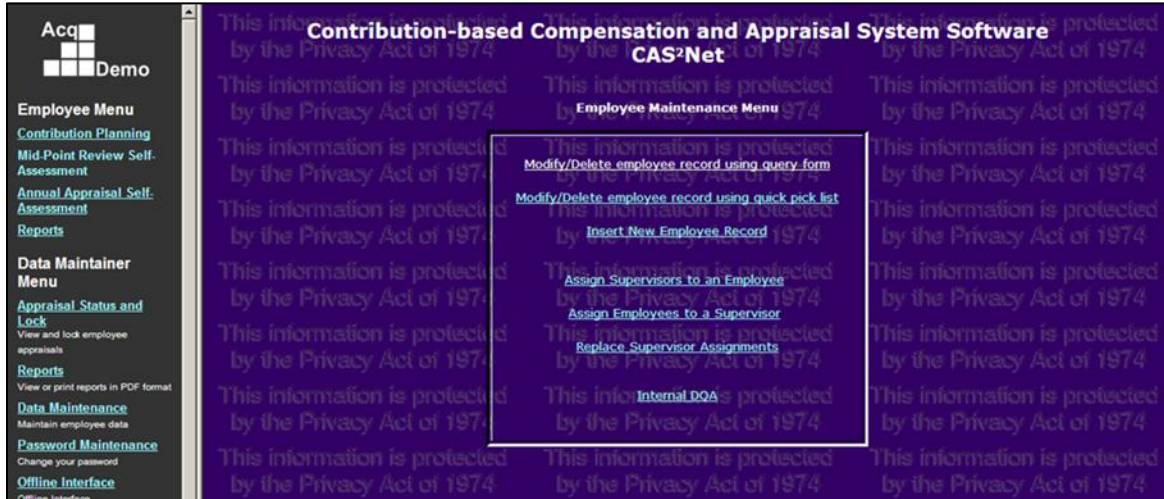 Acq
Demo
Employee Menu
Contribution Planning
Mid-Point Review Self-
Assessment
Annual Appraisal Self-
Assessment
Reports
Data Maintainer
Menu
Appraisal Status and
Lock
View and lock employee
appraisals
Reports
View or print reports in PDF format
Data Maintenance
Maintain employee data
Password Maintenance
Change your password
Offline Interface
Offline Interface
Contribution-based Compensation and Appraisal System Software
CAS²Net
Employee Maintenance Menu
Modify/Delete employee record using query form
Modify/Delete employee record using quick pick list
Insert New Employee Record
Assign Supervisors to an Employee
Assign Employees to a Supervisor
Replace Supervisor Assignments
Internal DQA
This information is protected
by the Privacy Act of 1974